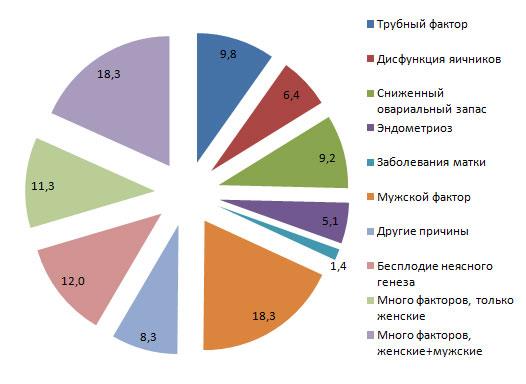 9,8
6,4
9,2
5,1
1,4
18,3
8,3
12,0
11,3
18,3
Трубный фактор
Дисфункция яичников
Сниженный
овариальный запас
Эндометриоз
Заболевания матки
Мужской фактор
Другие причины
Бесплодие неясного
генеза
Много факторов, только
женские
Много факторов,
женские+мужские